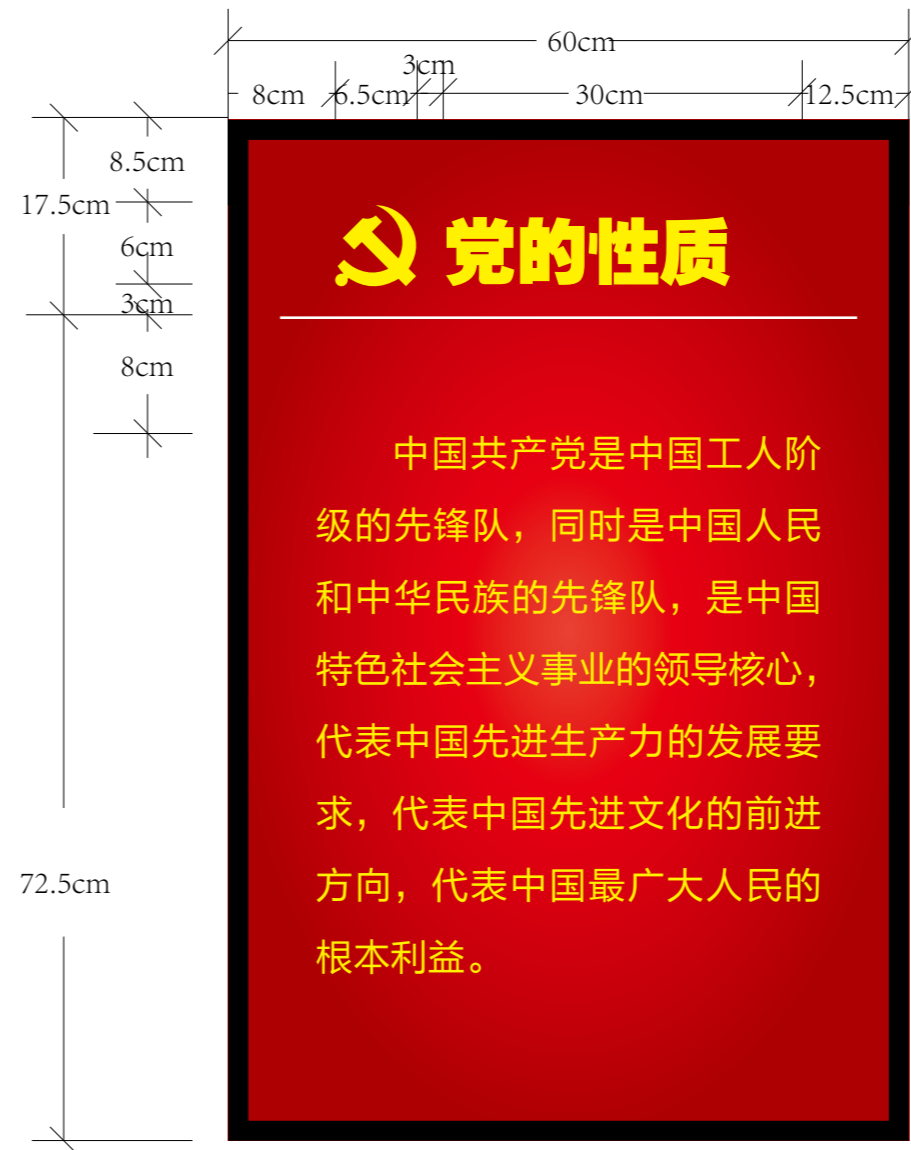 60cm
3cm
8cm 6.5cm 30cm 12.5cm
8.5cm
17.5cm
6cm
3cm
8cm
72.5cm
党的性质
中国共产党是中国工人阶
级的先锋队，同时是中国人民
和中华民族的先锋队，是中国
特色社会主义事业的领导核心，
代表中国先进生产力的发展要
求，代表中国先进文化的前进
方向，代表中国最广大人民的
根本利益。